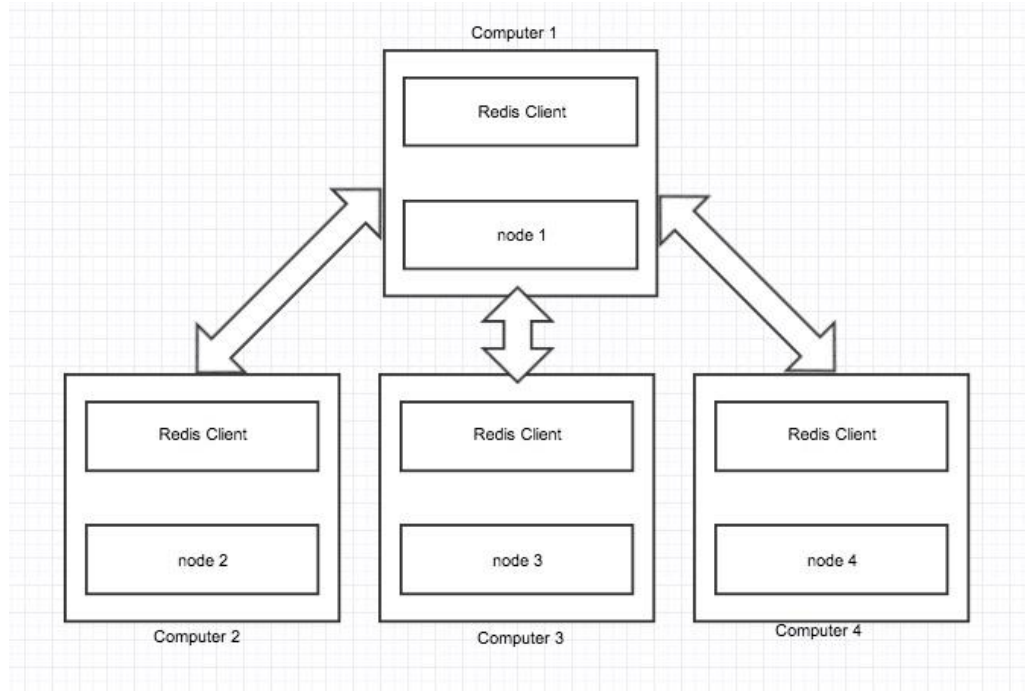 Computer 1
Redis Client
node 1
Redis Client
Redis Client
Redis Client
node 2
node 3
node 4
Computer 2
Computer 3
Computer 4